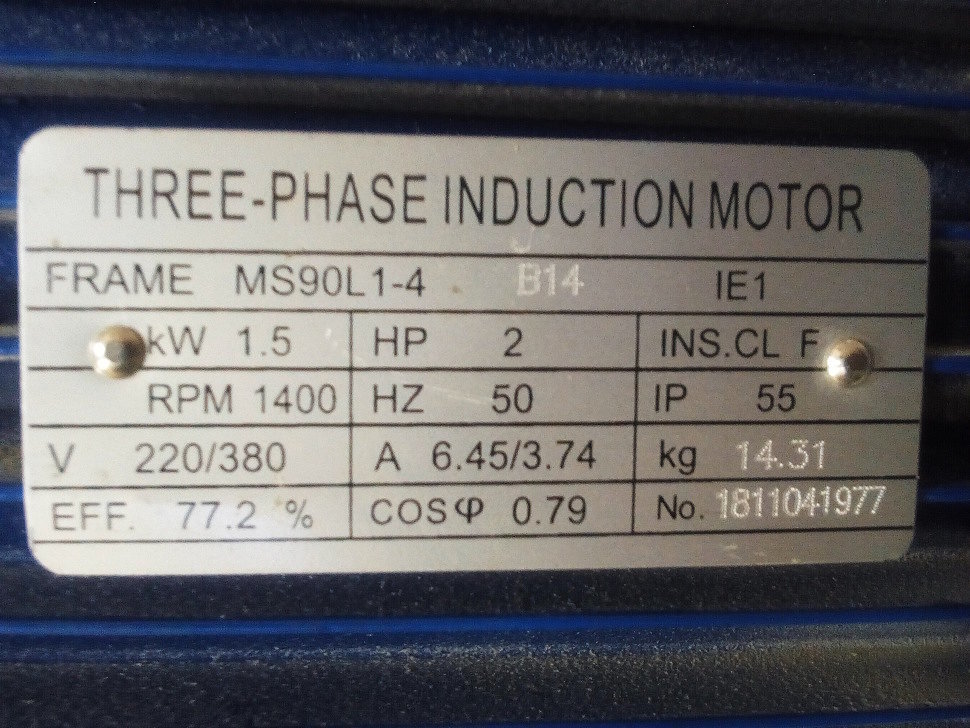 THREE-PHASE INDUCTION MOTOR
FRAME MS90L1-4 B14 IE1
kW 1.5 HP 2 INS.CL F
RPM 1400 HZ 50 IP 55
V 220/380 A 6.45/3.74 kg 14.31
EFF. 77.2 % COSφ 0.79 No. 1811041977